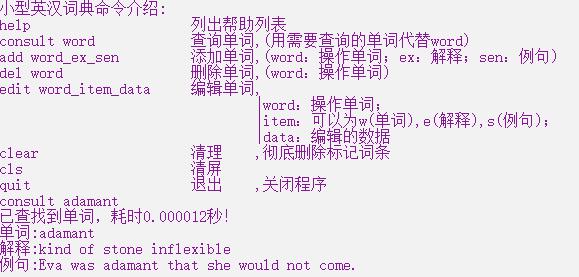 小型英汉词典命令介绍:
help 列出帮助列表
consult word 查询单词,(用需要查询的单词代替word)
add word_ex_sen 添加单词,(word: 操作单词; ex: 解释; sen: 例句)
del word 删除单词,(word: 操作单词)
edit word_item_data 编辑单词,
|word: 操作单词;
|item: 可以为w(单词),e(解释),s(例句);
|data: 编辑的数据
clear 清理 ,彻底删除标记词条
cls 清屏
quit 退出 ,关闭程序
consult adamant
已查找到单词, 耗时0.000012秒!
单词:adamant
解释:kind of stone inflexible
例句:Eva was adamant that she would not come.